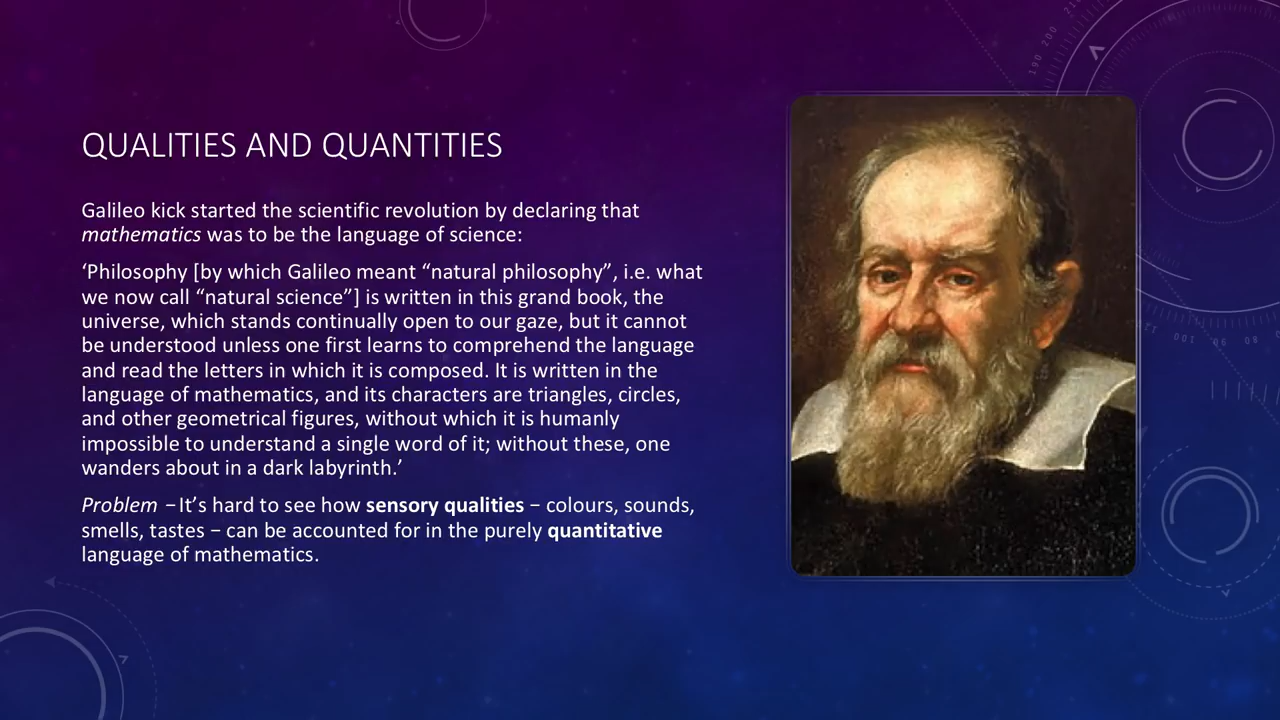 QUALITIES AND QUANTITIES
Galileo kick started the scientific revolution by declaring that
mathematics was to be the language of science:
‘Philosophy [by which Galileo meant “natural philosophy”, i.e. what
we now call “natural science”] is written in this grand book, the
universe, which stands continually open to our gaze, but it cannot
be understood unless one first learns to comprehend the language
and read the letters in which it is composed. It is written in the
language of mathematics, and its characters are triangles, circles,
and other geometrical figures, without which it is humanly
impossible to understand a single word of it; without these, one
wanders about in a dark labyrinth.’
Problem – It’s hard to see how sensory qualities – colours, sounds,
smells, tastes – can be accounted for in the purely quantitative
language of mathematics.
190 200
100 90 80